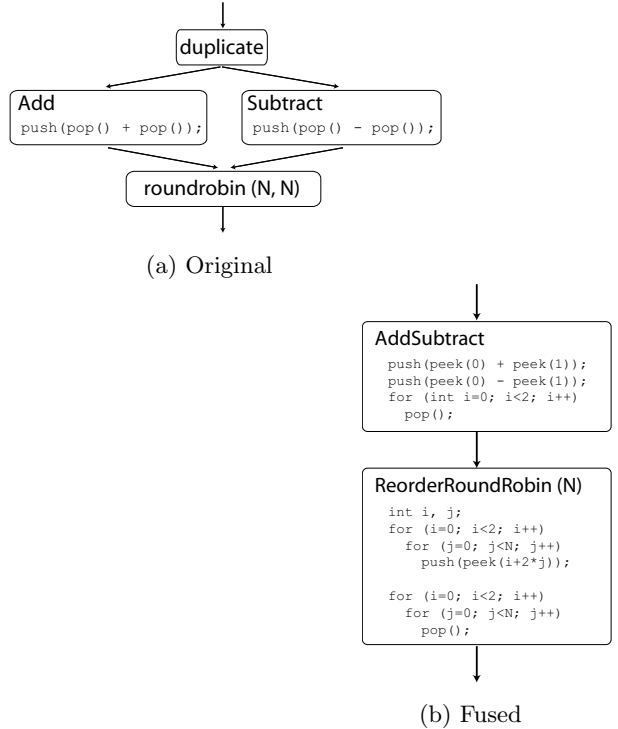 duplicate
Add
push(pop() + pop());
Subtract
push(pop() - pop());
roundrobin (N, N)
(a) Original
AddSubtract
push(peek(0) + peek(1));
push(peek(0) - peek(1));
for (int i=0; i<2; i++)
pop();
ReorderRoundRobin (N)
int i, j;
for (i=0; i<2; i++)
for (j=0; j<N; j++)
push(peek(i+2*j));
for (i=0; i<2; i++)
for (j=0; j<N; j++)
pop();
(b) Fused